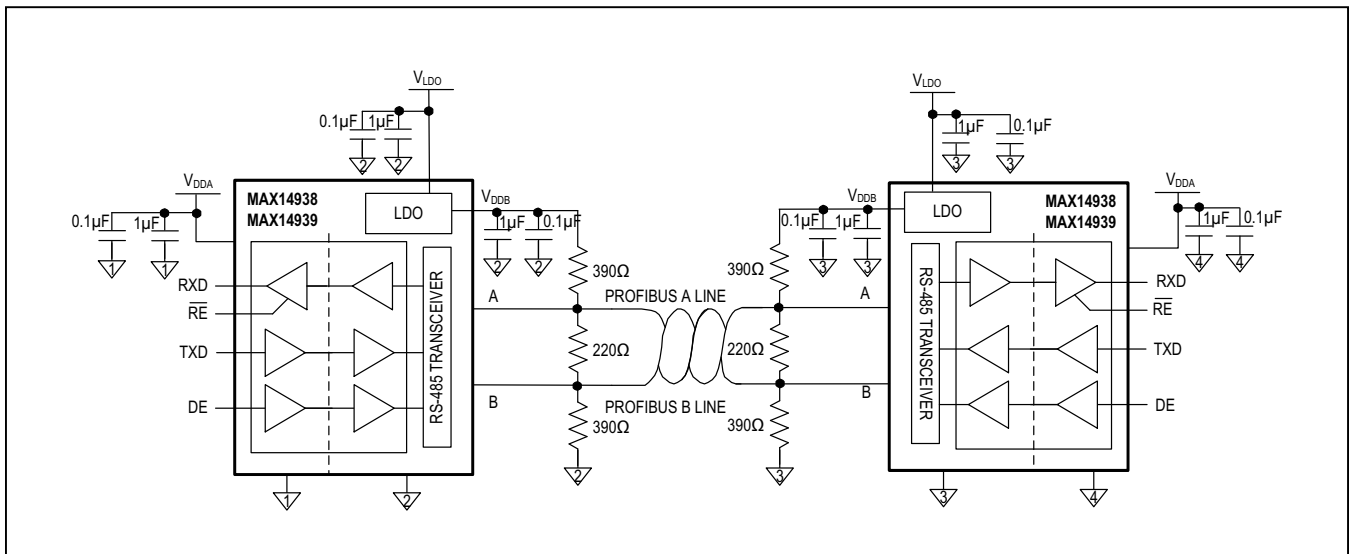 VLDO
0.1µF 1µF
2 2
VDDA
0.1µF 1µF
1 1
MAX14938
MAX14939
LDO
VDDB
1µF 0.1µF
2 2
RXD
RE
TXD
DE
RS-485 TRANSCEIVER
A
B
390Ω
220Ω
390Ω
2
1 2
PROFIBUS A LINE
PROFIBUS B LINE
VLDO
1µF 0.1µF
3 3
VDDB
0.1µF 1µF
3 3
LDO
MAX14938
MAX14939
VDDA
1µF 0.1µF
4 4
390Ω
220Ω
390Ω
3
A
B
RS-485 TRANSCEIVER
RXD
RE
TXD
DE
3 4